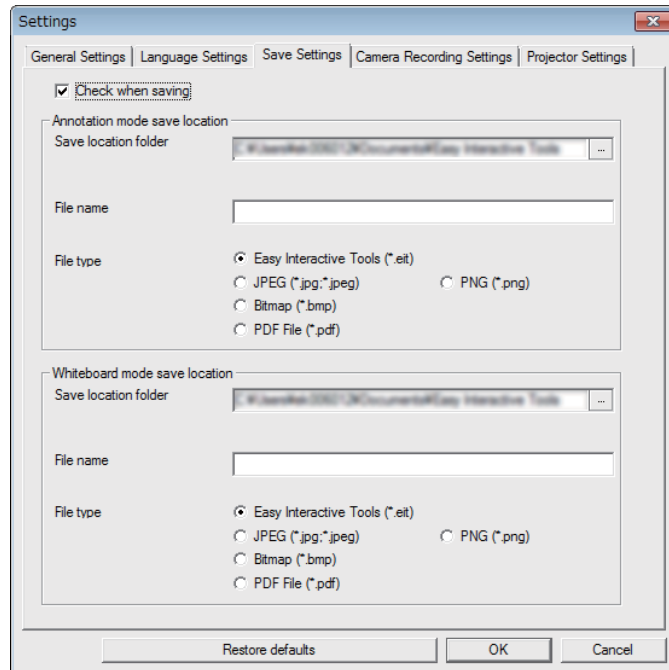 Settings
General Settings Language Settings Save Settings Camera Recording Settings Projector Settings
Check when saving
Annotation mode save location
Save location folder ...
File name
File type Easy Interactive Tools (*.eit)
JPEG (*.jpg;*.jpeg) PNG (*.png)
Bitmap (*.bmp)
PDF File (*.pdf)
Whiteboard mode save location
Save location folder ...
File name
File type Easy Interactive Tools (*.eit)
JPEG (*.jpg;*.jpeg) PNG (*.png)
Bitmap (*.bmp)
PDF File (*.pdf)
Restore defaults OK Cancel